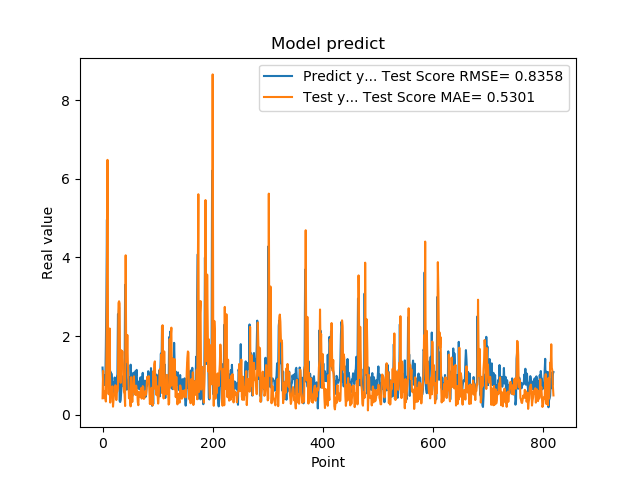 Model predict
Predict y... Test Score RMSE= 0.8358
Test y... Test Score MAE= 0.5301
Real value
8
6
4
2
0
0 200 400 600 800
Point